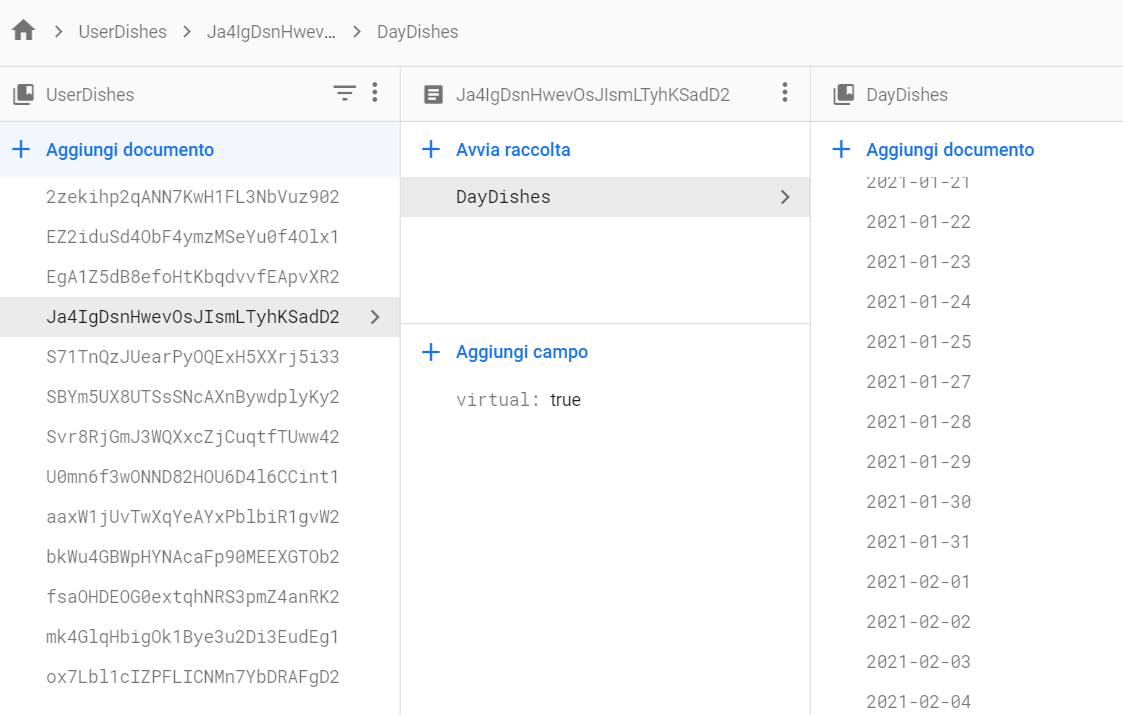 UserDishes > Ja4IgDsnHwev... > DayDishes
UserDishes
Aggiungi documento
2zekihp2qANN7KwH1FL3NbVuz902
EZ2iduSd4ObF4ymzMSeYu0f4Olx1
EgA1Z5dB8efoHtKbqdvvfEApvXR2
Ja4IgDsnHwevOsJIsmLTyhKSadD2
S71TnQzJUearPyOQExH5XXrj5i33
SBYm5UX8UTSsSNcAXnBywdplyKy2
Svr8RjGmJ3WQXxcZjCuqtfTUww42
U0mn6f3wONND82HOU6D4l6CCint1
aaxW1jUvTwXqYeAYxPblbiR1gvW2
bkWu4GBWpHYNAcaFp90MEEXGTOb2
fsaOHDEOG0extqhNRS3pmZ4anRK2
mk4GlqHbigOk1Bye3u2Di3EudEg1
ox7Lbl1cIZPFLICNMn7YbDRAFgD2
Ja4IgDsnHwevOsJIsmLTyhKSadD2
Avvia raccolta
DayDishes
Aggiungi campo
virtual: true
DayDishes
Aggiungi documento
2021-01-21
2021-01-22
2021-01-23
2021-01-24
2021-01-25
2021-01-27
2021-01-28
2021-01-29
2021-01-30
2021-01-31
2021-02-01
2021-02-02
2021-02-03
2021-02-04